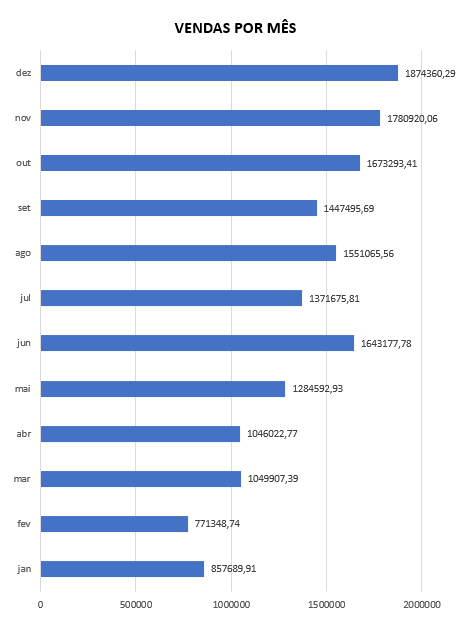 VENDAS POR MÊS
dez 1874360,29
nov 1780920,06
out 1673293,41
set 1447495,69
ago 1551065,56
jul 1371675,81
jun 1643177,78
mai 1284592,93
abr 1046022,77
mar 1049907,39
fev 771348,74
jan 857689,91
0 500000 1000000 1500000 2000000